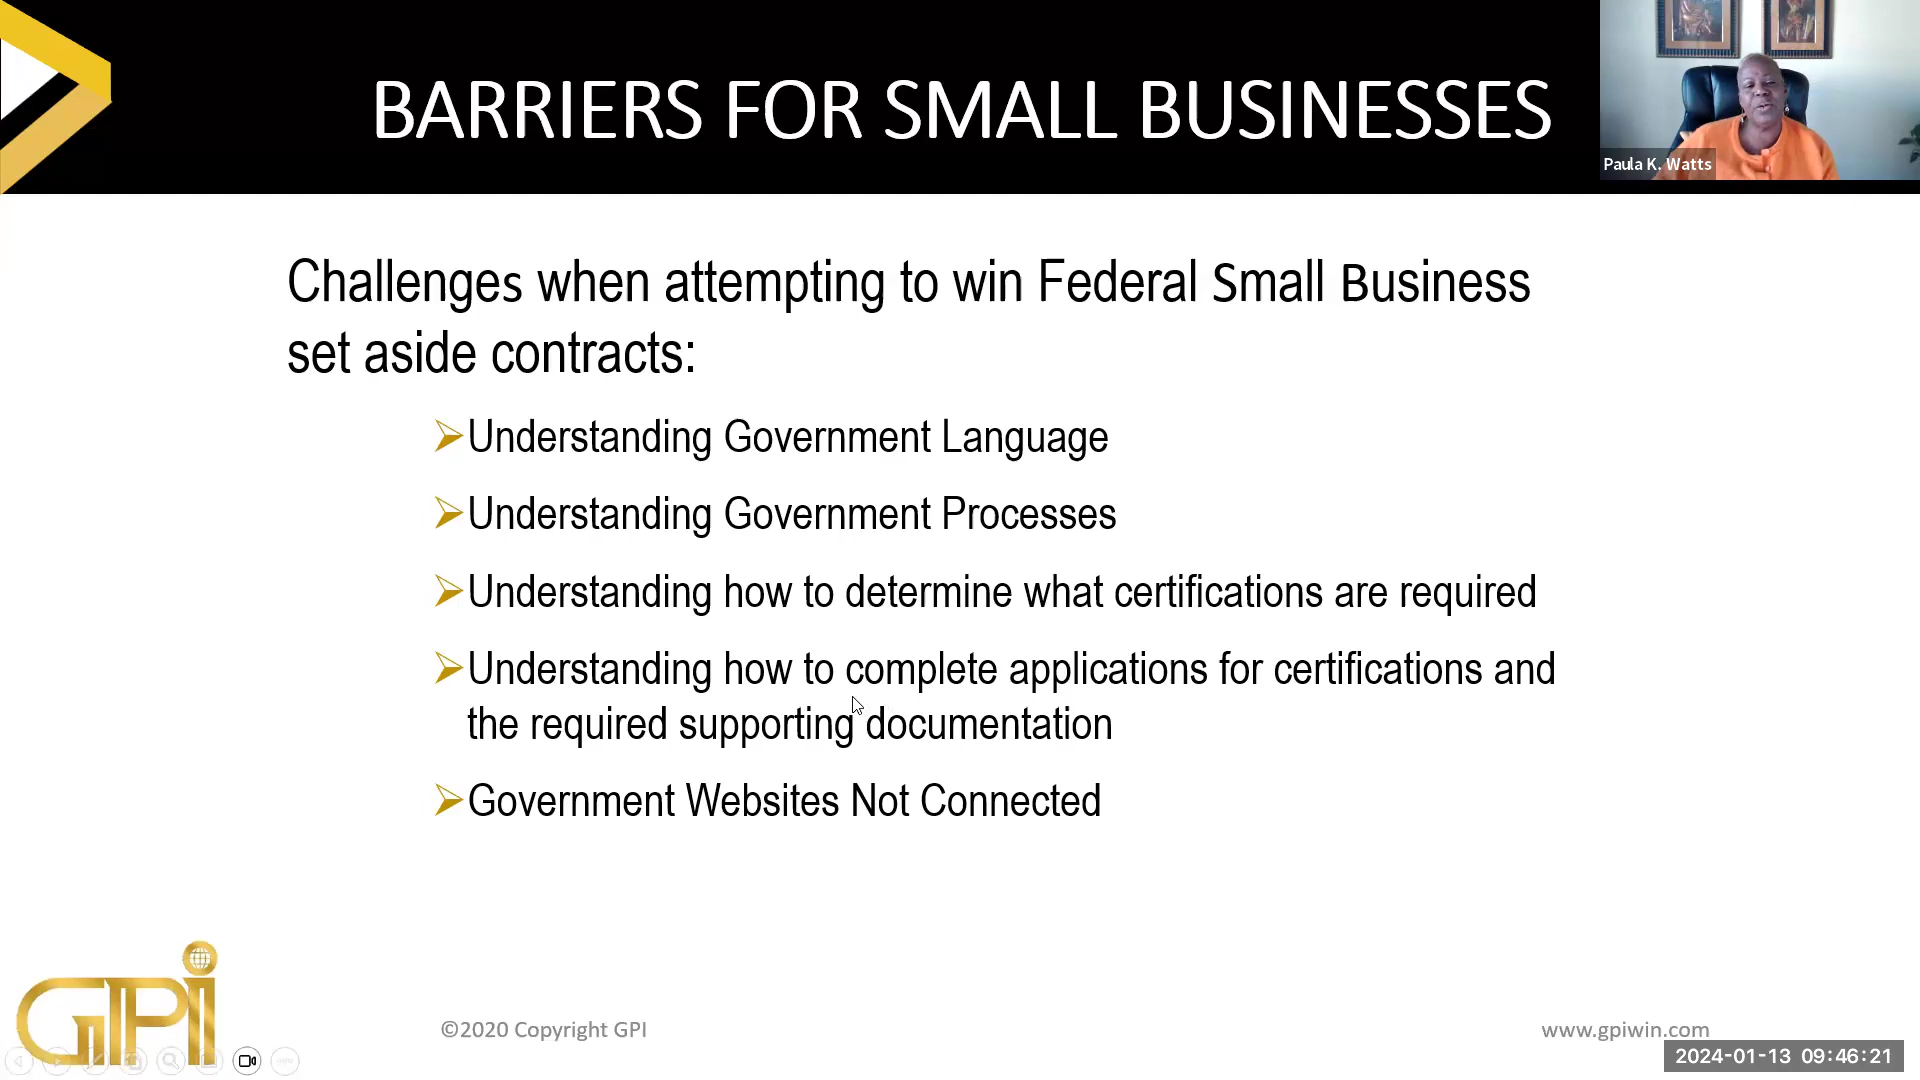 BARRIERS FOR SMALL BUSINESSES
Paula K. Watts
Challenges when attempting to win Federal Small Business
set aside contracts:
Understanding Government Language
Understanding Government Processes
Understanding how to determine what certifications are required
Understanding how to complete applications for certifications and
the required supporting documentation
Government Websites Not Connected
GPi
©2020 Copyright GPI
www.gpiwin.com
2024-01-13 09:46:21